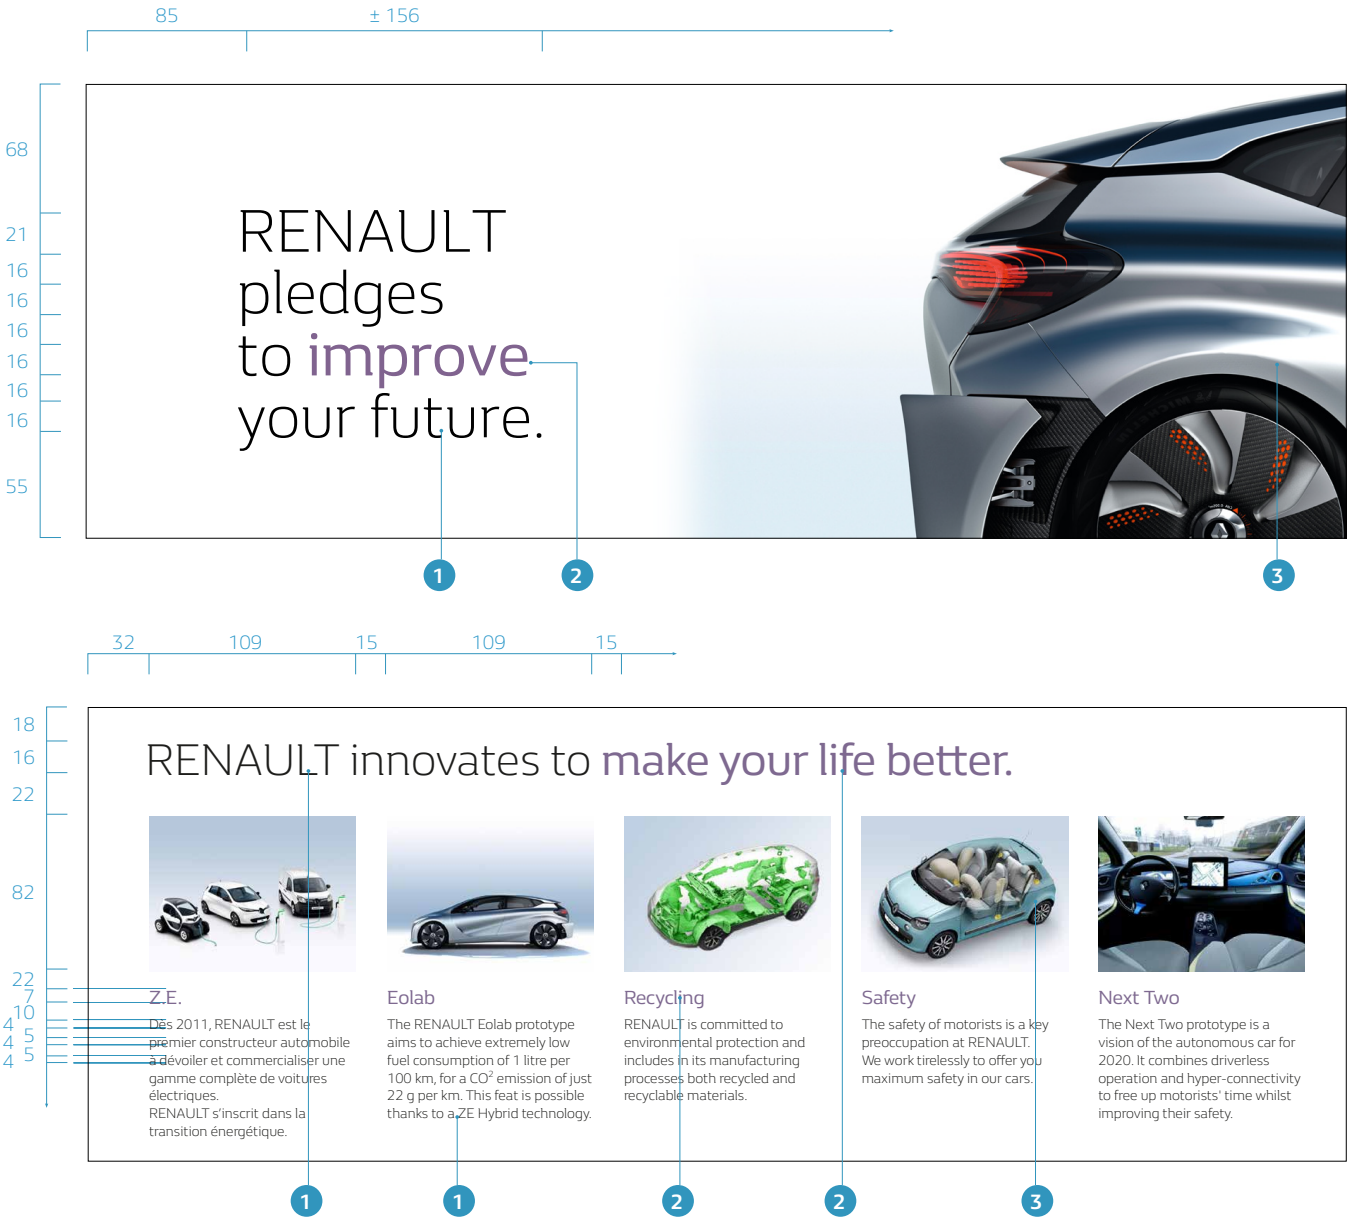 85
± 156
68
21
16
16
16
16
16
16
55
RENAULT
pledges
to improve
your future.
1
2
3
32
109
15
109
15
18
16
22
82
22
7
10
4
5
4
5
4
RENAULT innovates to make your life better.
Z.E.
Dès 2011, RENAULT est le
premier constructeur automobile
à dévoiler et commercialiser une
gamme complète de voitures
électriques.
RENAULT s'inscrit dans la
transition énergétique.
Eolab
The RENAULT Eolab prototype
aims to achieve extremely low
fuel consumption of 1 litre per
100 km, for a CO² emission of just
22 g per km. This feat is possible
thanks to a ZE Hybrid technology.
Recycling
RENAULT is committed to
environmental protection and
includes in its manufacturing
processes both recycled and
recyclable materials.
Safety
The safety of motorists is a key
preoccupation at RENAULT.
We work tirelessly to offer you
maximum safety in our cars.
Next Two
The Next Two prototype is a
vision of the autonomous car for
2020. It combines driverless
operation and hyper-connectivity
to free up motorists' time whilst
improving their safety.
1
1
2
2
3